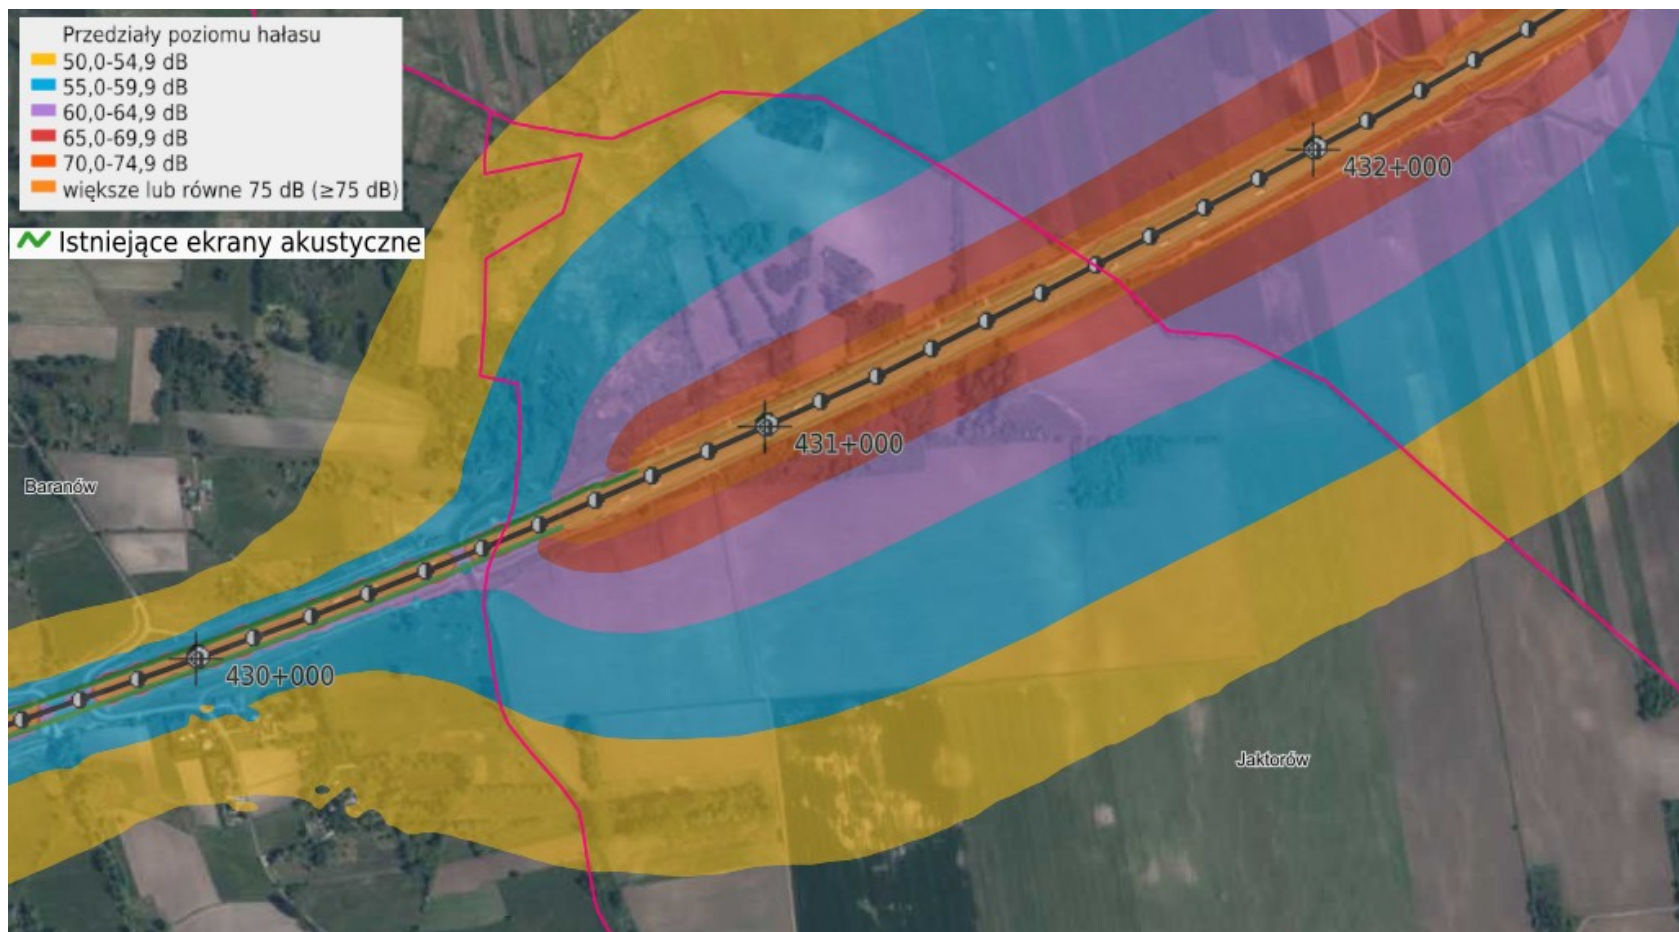 Przedziały poziomu hałasu
50,0-54,9 dB
55,0-59,9 dB
60,0-64,9 dB
65,0-69,9 dB
70,0-74,9 dB
większe lub równe 75 dB (≥75 dB)
Istniejące ekrany akustyczne
432+000
431+000
Baranów
430+000
Jaktorów